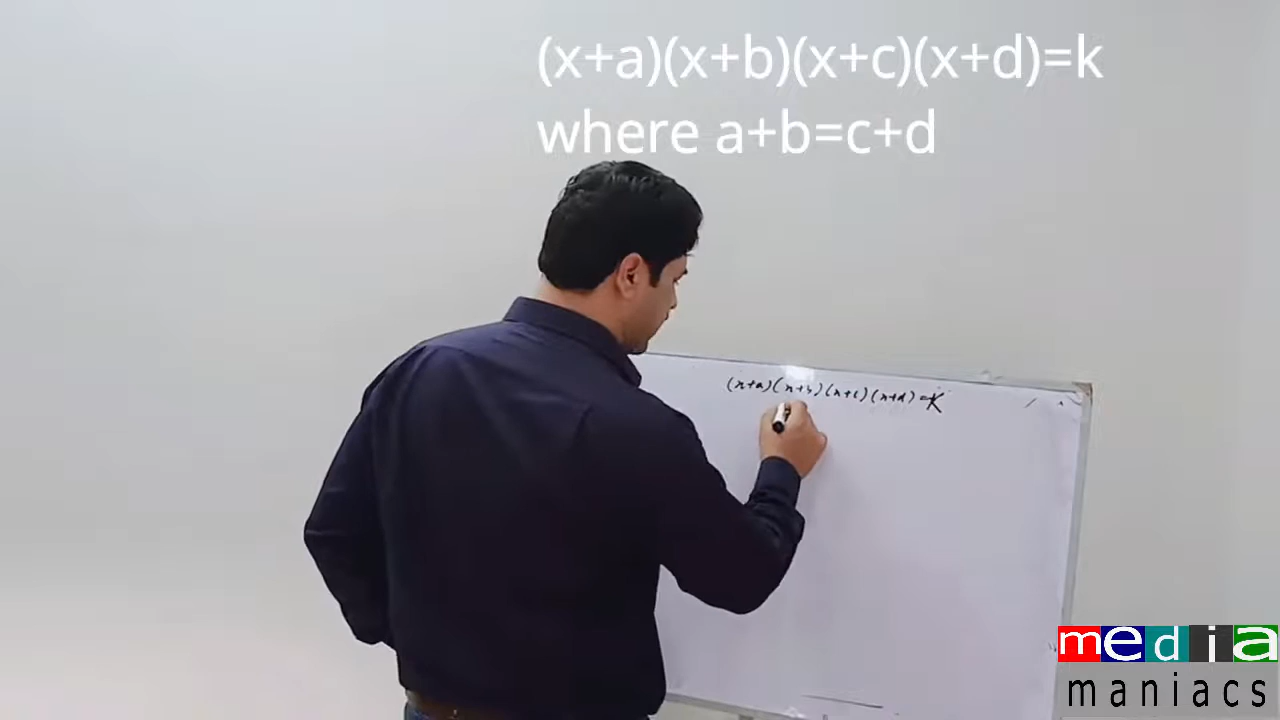 (x+a)(x+b)(x+c)(x+d)=k
where a+b=c+d
(x+a)(x+b)(x+c)(x+d)=K
media
maniacs